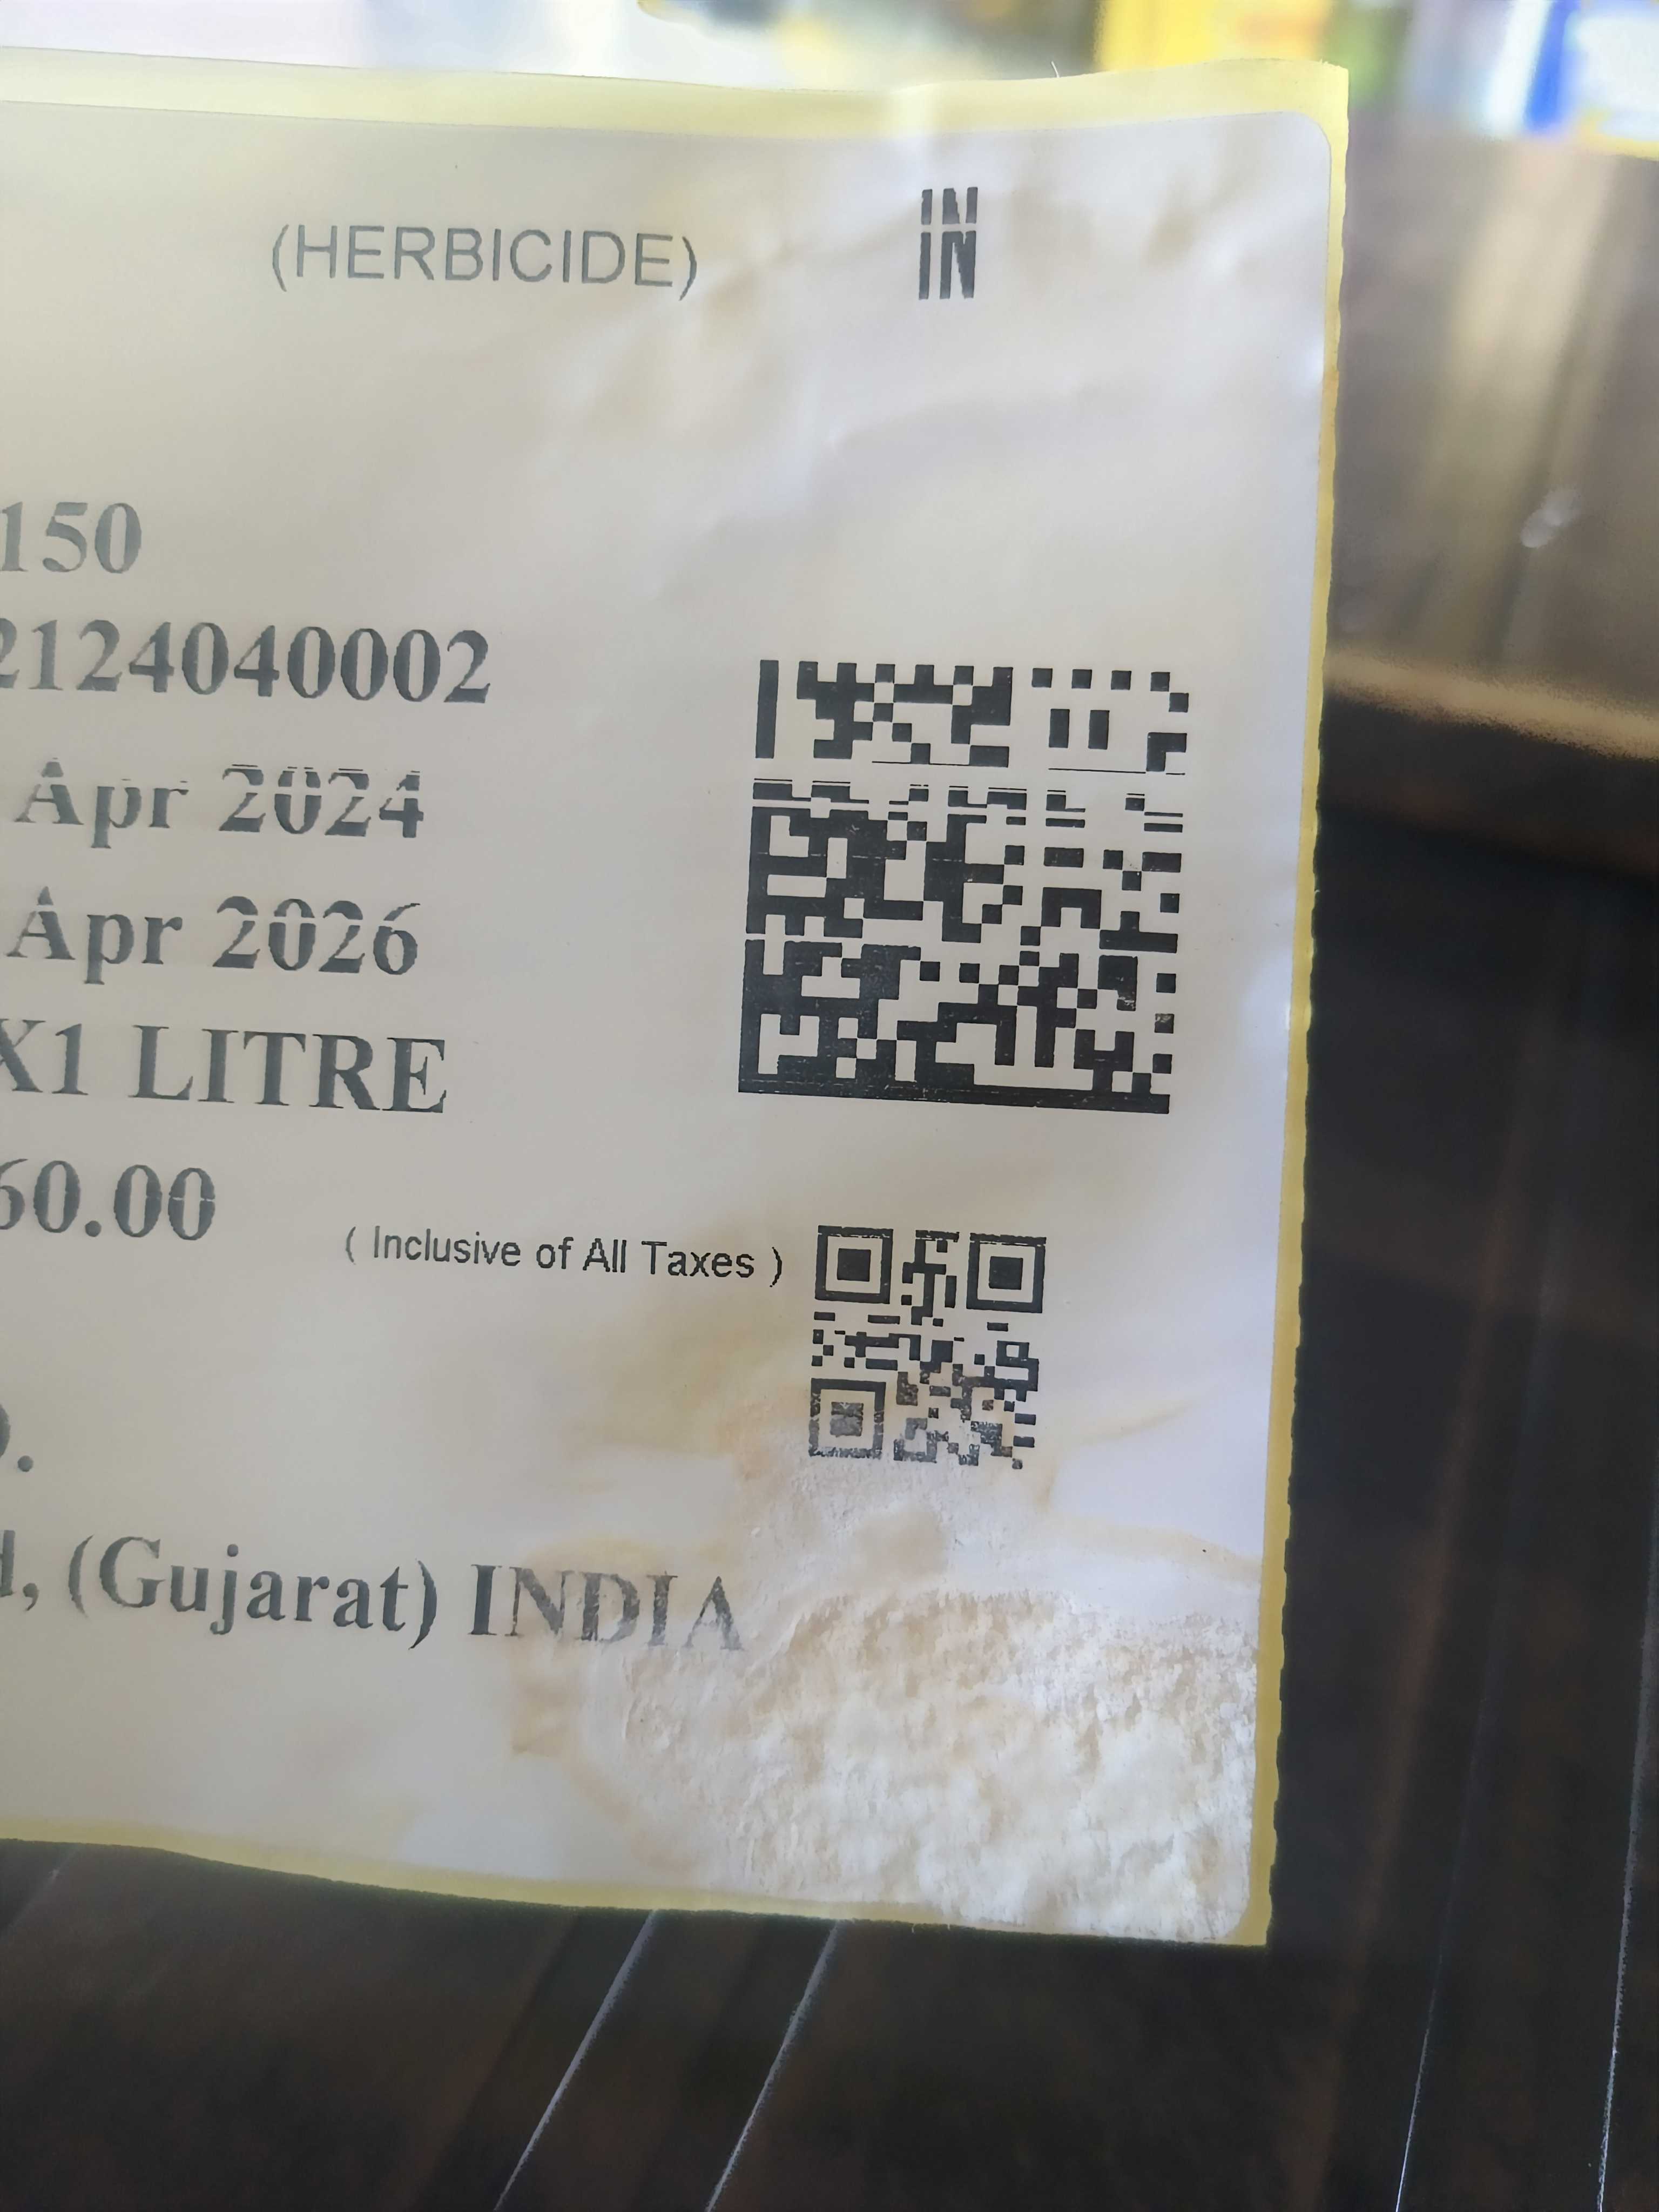 (HERBICIDE)
IN
IN
150
2124040002
Apr 2024
Apr 2026
X1 LITRE
60.00
( Inclusive of All Taxes )
, (Gujarat) INDIA